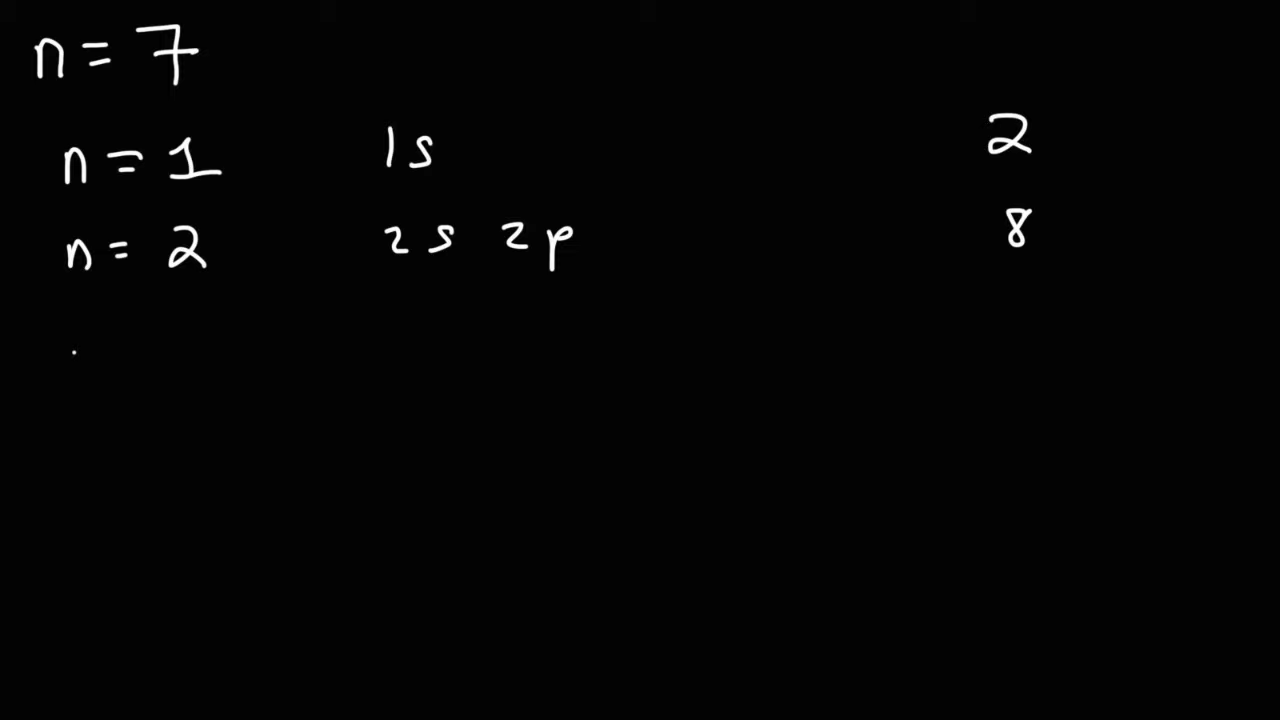 n = 7
n = 1 1s 2
n = 2 2s 2p 8